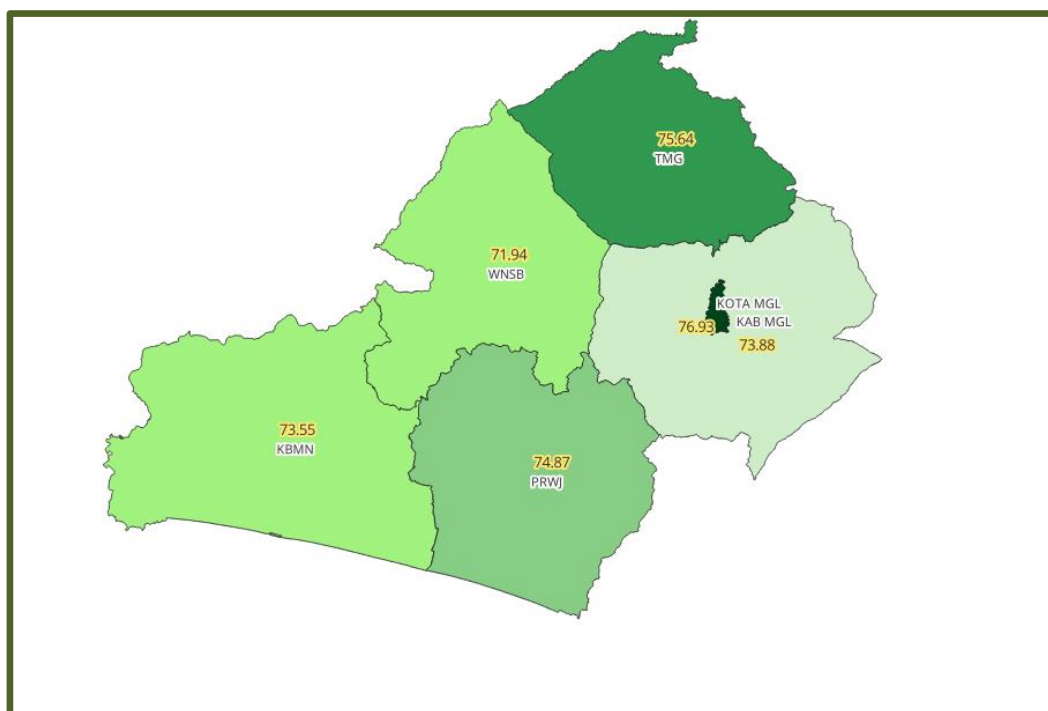 75.64
TMG
71.94
WNSB
KOTA MGL
76.93
KAB MGL
73.88
73.55
KBMN
74.87
PRWJ